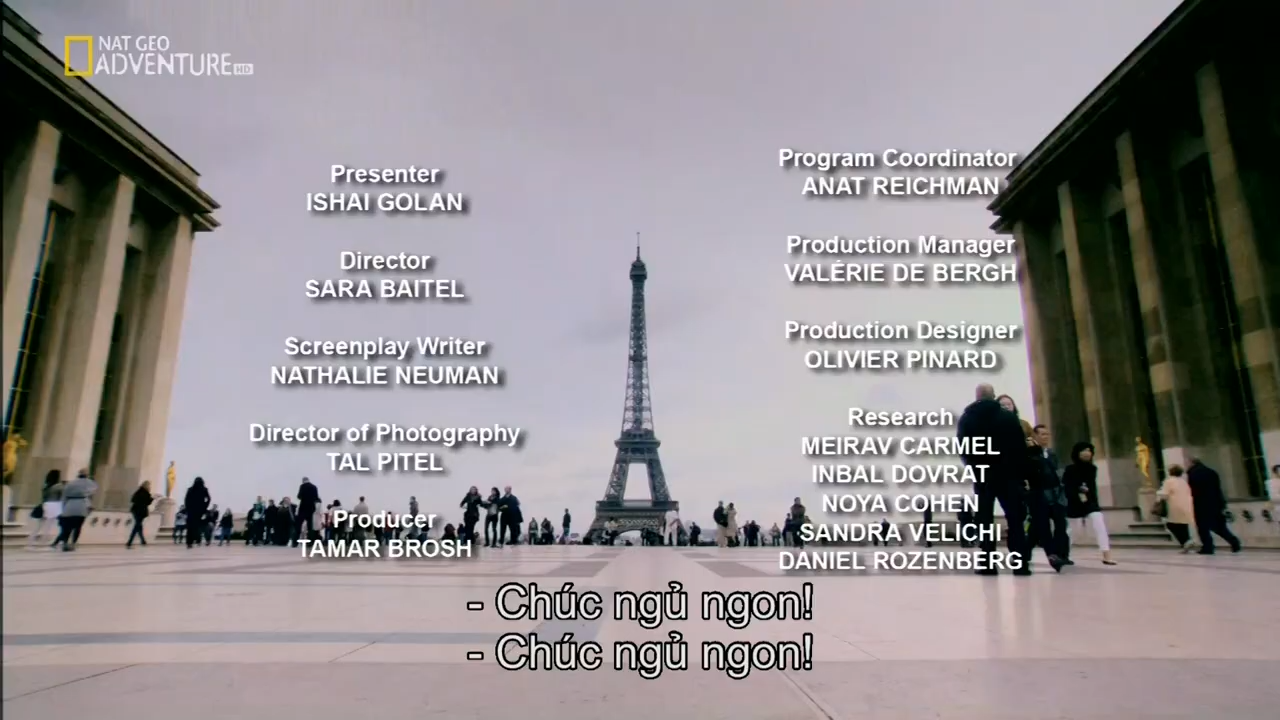 NAT GEO
ADVENTURE HD
Presenter
ISHAI GOLAN
Director
SARA BAITEL
Screenplay Writer
NATHALIE NEUMAN
Director of Photography
TAL PITEL
Producer
TAMAR BROSH
Program Coordinator
ANAT REICHMAN
Production Manager
VALÉRIE DE BERGH
Production Designer
OLIVIER PINARD
Research
MEIRAV CARMEL
INBAL DOVRAT
NOYA COHEN
SANDRA VELICHI
DANIEL ROZENBERG
- Chúc ngủ ngon!
- Chúc ngủ ngon!